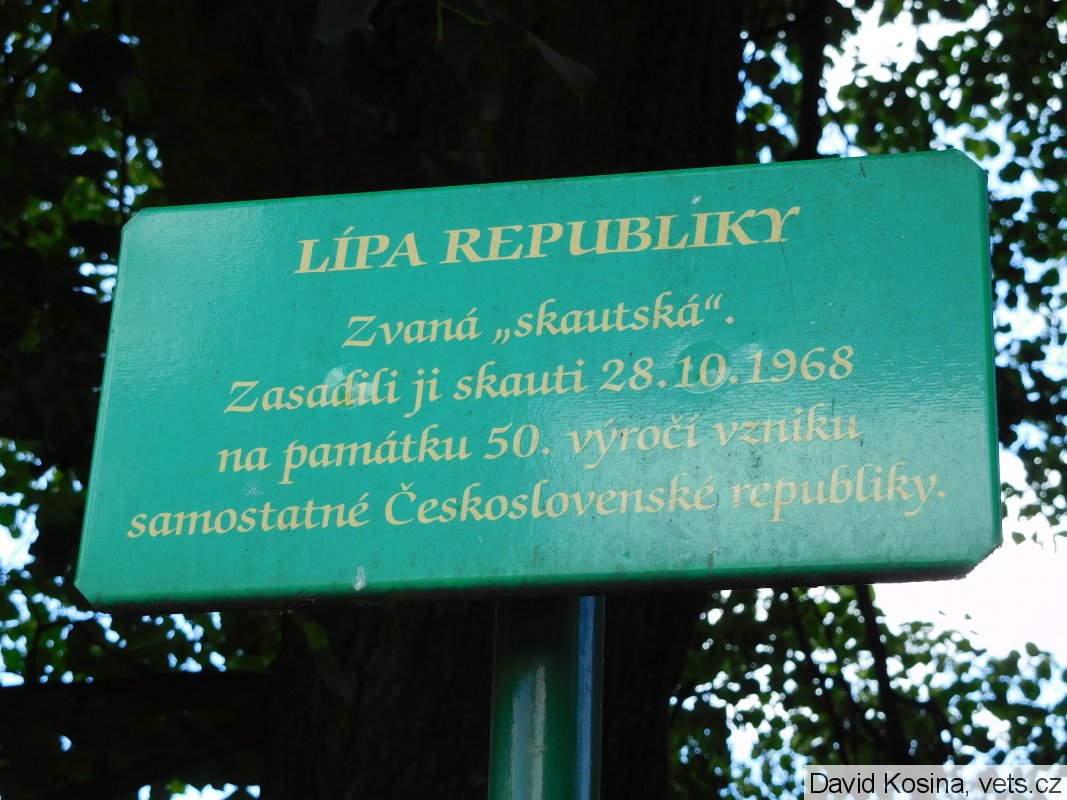 LÍPA REPUBLIKY
Zvaná „skautská“.
Zasadili ji skauti 28.10.1968
na památku 50. výročí vzniku
samostatné Československé republiky.
David Kosina, vets.cz